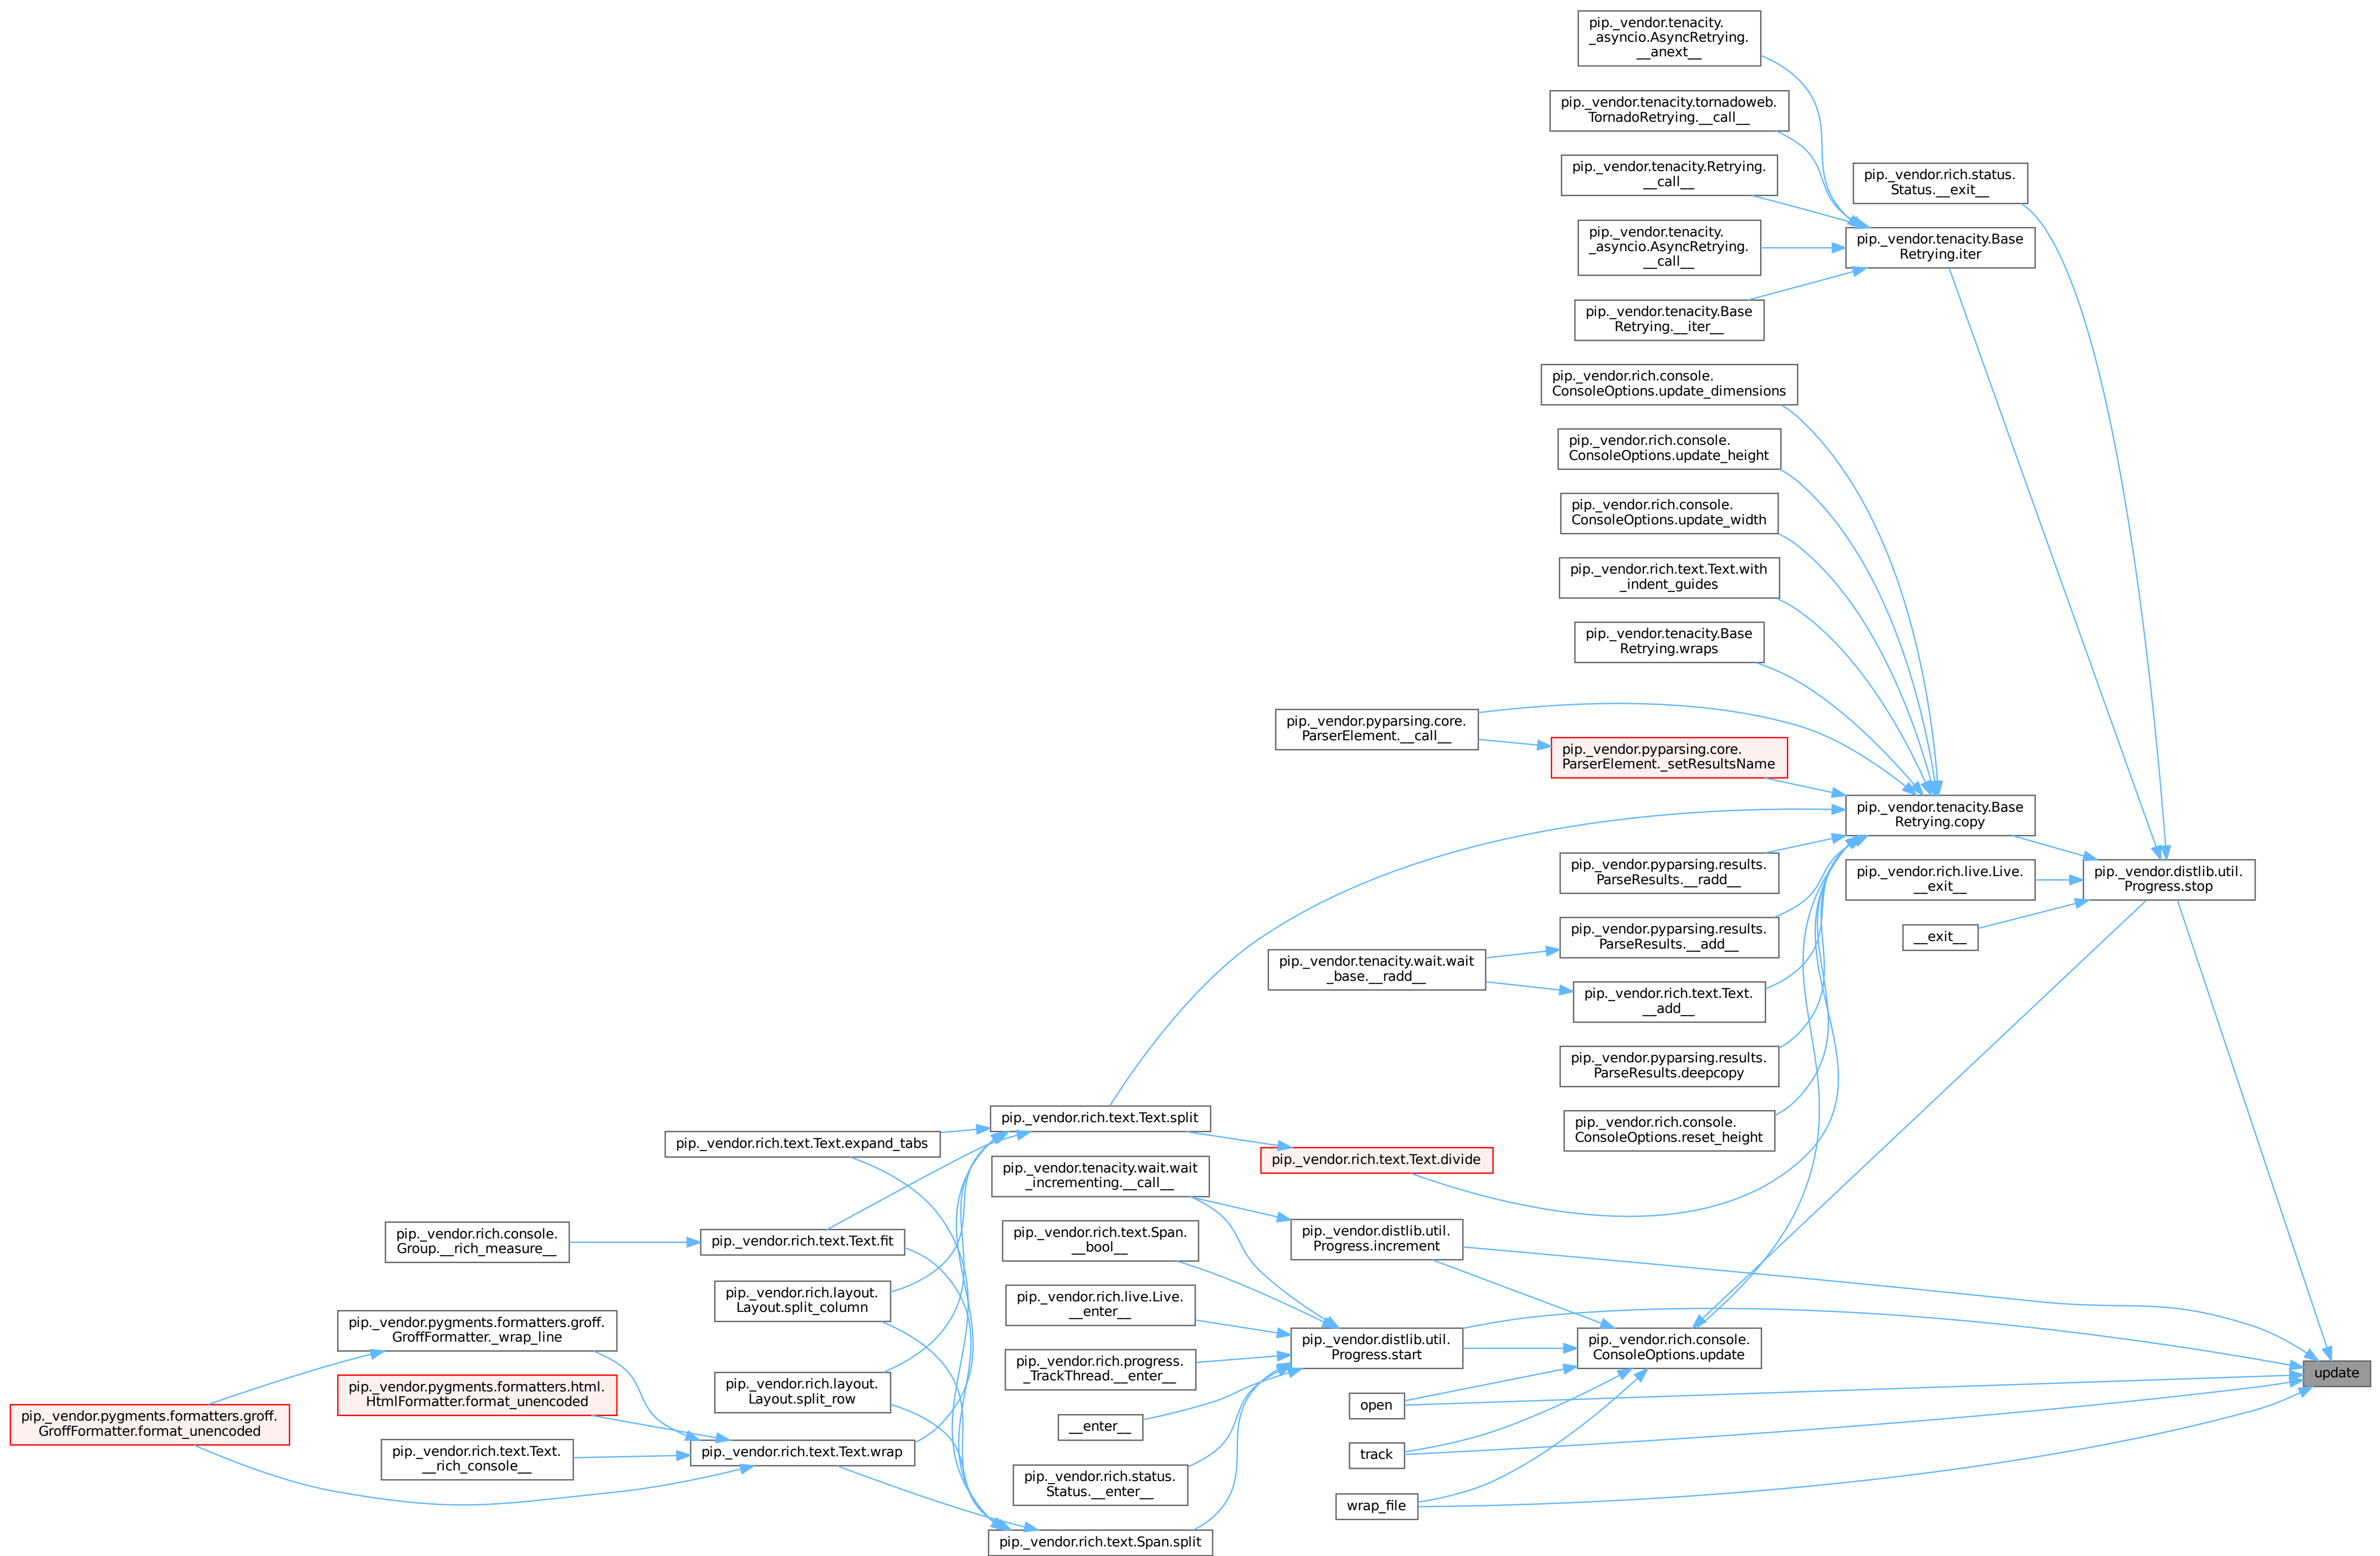 pip._vendor.tenacity.
_asyncio.AsyncRetrying.
__anext__
pip._vendor.tenacity.tornadoweb.
TornadoRetrying.__call__
pip._vendor.tenacity.Retrying.
__call__
pip._vendor.rich.status.
Status.__exit__
pip._vendor.tenacity.
_asyncio.AsyncRetrying.
__call__
pip._vendor.tenacity.Base
Retrying.iter
pip._vendor.tenacity.Base
Retrying.__iter__
pip._vendor.rich.console.
ConsoleOptions.update_dimensions
pip._vendor.rich.console.
ConsoleOptions.update_height
pip._vendor.rich.console.
ConsoleOptions.update_width
pip._vendor.rich.text.Text.with
_indent_guides
pip._vendor.tenacity.Base
Retrying.wraps
pip._vendor.pyparsing.core.
ParserElement.__call__
pip._vendor.pyparsing.core.
ParserElement._setResultsName
pip._vendor.tenacity.Base
Retrying.copy
pip._vendor.pyparsing.results.
ParseResults.__radd__
pip._vendor.rich.live.Live.
__exit__
pip._vendor.distlib.util.
Progress.stop
pip._vendor.pyparsing.results.
ParseResults.__add__
__exit__
pip._vendor.tenacity.wait.wait
_base.__radd__
pip._vendor.rich.text.Text.
__add__
pip._vendor.pyparsing.results.
ParseResults.deepcopy
pip._vendor.rich.console.
ConsoleOptions.reset_height
pip._vendor.rich.text.Text.split
pip._vendor.rich.text.Text.expand_tabs
pip._vendor.rich.text.Text.divide
pip._vendor.tenacity.wait.wait
_incrementing.__call__
pip._vendor.rich.console.
Group.__rich_measure__
pip._vendor.rich.text.Text.fit
pip._vendor.rich.text.Span.
__bool__
pip._vendor.distlib.util.
Progress.increment
pip._vendor.rich.layout.
Layout.split_column
pip._vendor.rich.live.Live.
__enter__
pip._vendor.pygments.formatters.groff.
GroffFormatter._wrap_line
pip._vendor.distlib.util.
Progress.start
pip._vendor.rich.console.
ConsoleOptions.update
pip._vendor.rich.progress.
_TrackThread.__enter__
update
pip._vendor.pygments.formatters.html.
HtmlFormatter.format_unencoded
pip._vendor.rich.layout.
Layout.split_row
open
pip._vendor.pygments.formatters.groff.
GroffFormatter.format_unencoded
__enter__
pip._vendor.rich.text.Text.
__rich_console__
pip._vendor.rich.text.Text.wrap
track
pip._vendor.rich.status.
Status.__enter__
wrap_file
pip._vendor.rich.text.Span.split